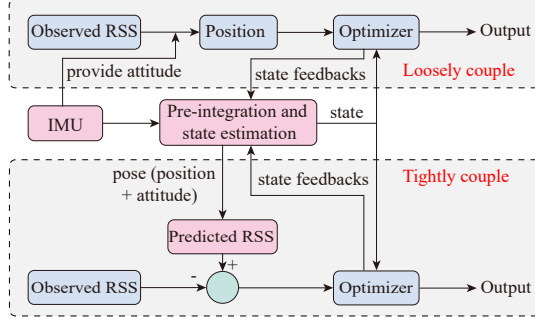 Observed RSS
Position
Optimizer
Output
provide attitude
state feedbacks
Loosely couple
IMU
Pre-integration and
state estimation
state
pose (position
+ attitude)
state feedbacks
Tightly couple
Predicted RSS
- +
Observed RSS
Optimizer
Output